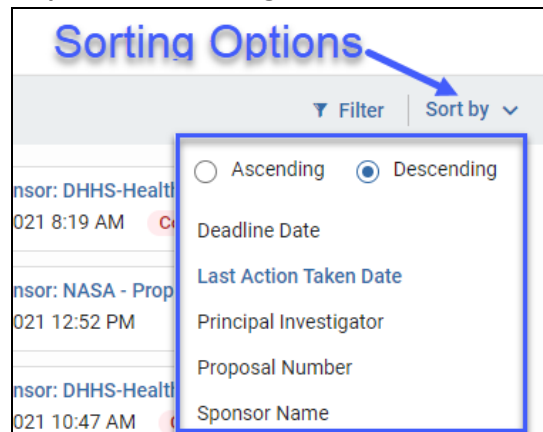 Sorting Options
Filter Sort by
Ascending Descending
nsor: DHHS-Health
021 8:19 AM
Deadline Date
Last Action Taken Date
nsor: NASA - Prop
021 12:52 PM
Principal Investigator
Proposal Number
nsor: DHHS-Health
021 10:47 AM
Sponsor Name